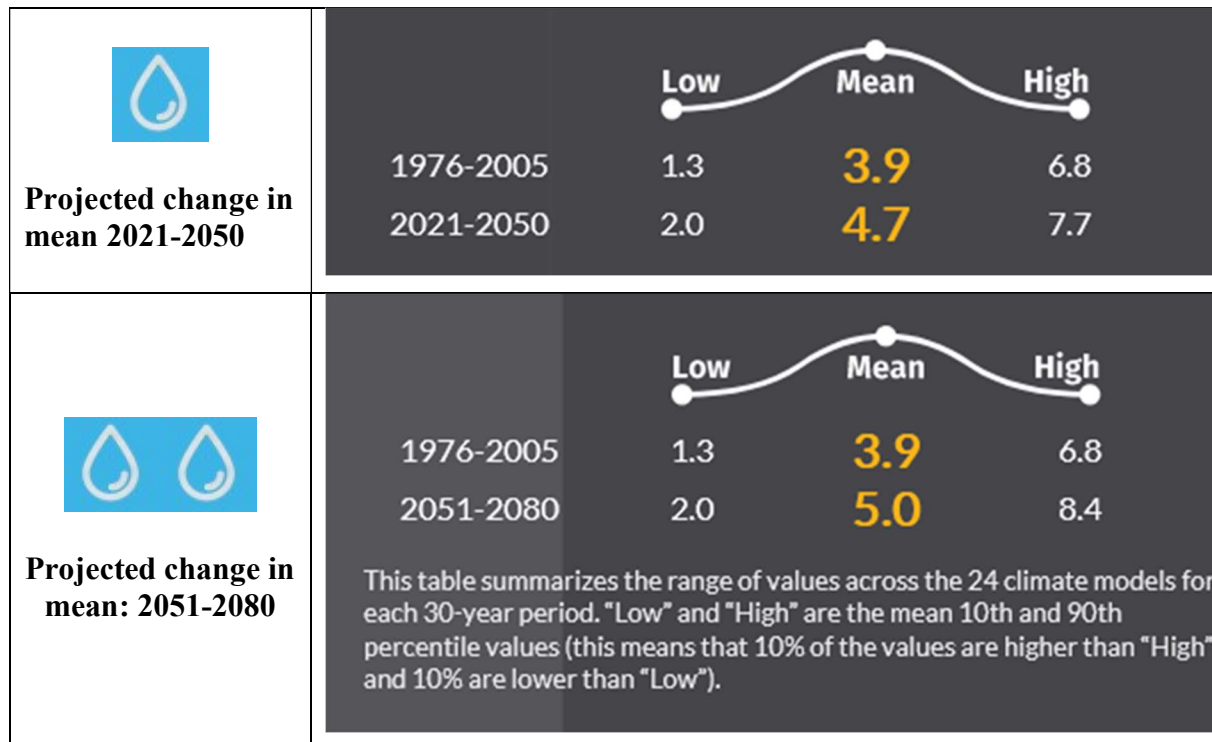 Projected change in
mean 2021-2050
Low Mean High
1976-2005 1.3 3.9 6.8
2021-2050 2.0 4.7 7.7
Projected change in
mean: 2051-2080
Low Mean High
1976-2005 1.3 3.9 6.8
2051-2080 2.0 5.0 8.4
This table summarizes the range of values across the 24 climate models for
each 30-year period. “Low” and “High” are the mean 10th and 90th
percentile values (this means that 10% of the values are higher than “High”
and 10% are lower than “Low”).